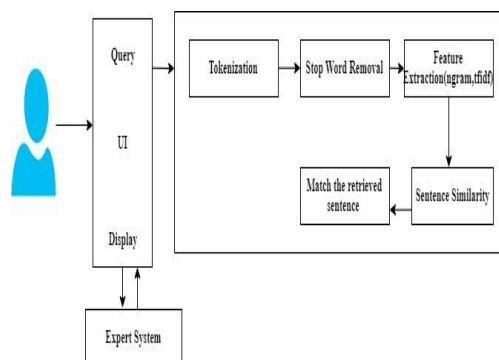 Query
UI
Display
Expert System
Tokenization
Stop Word Removal
Feature
Extraction(ngram,tfidf)
Sentence Similarity
Match the retrieved
sentence